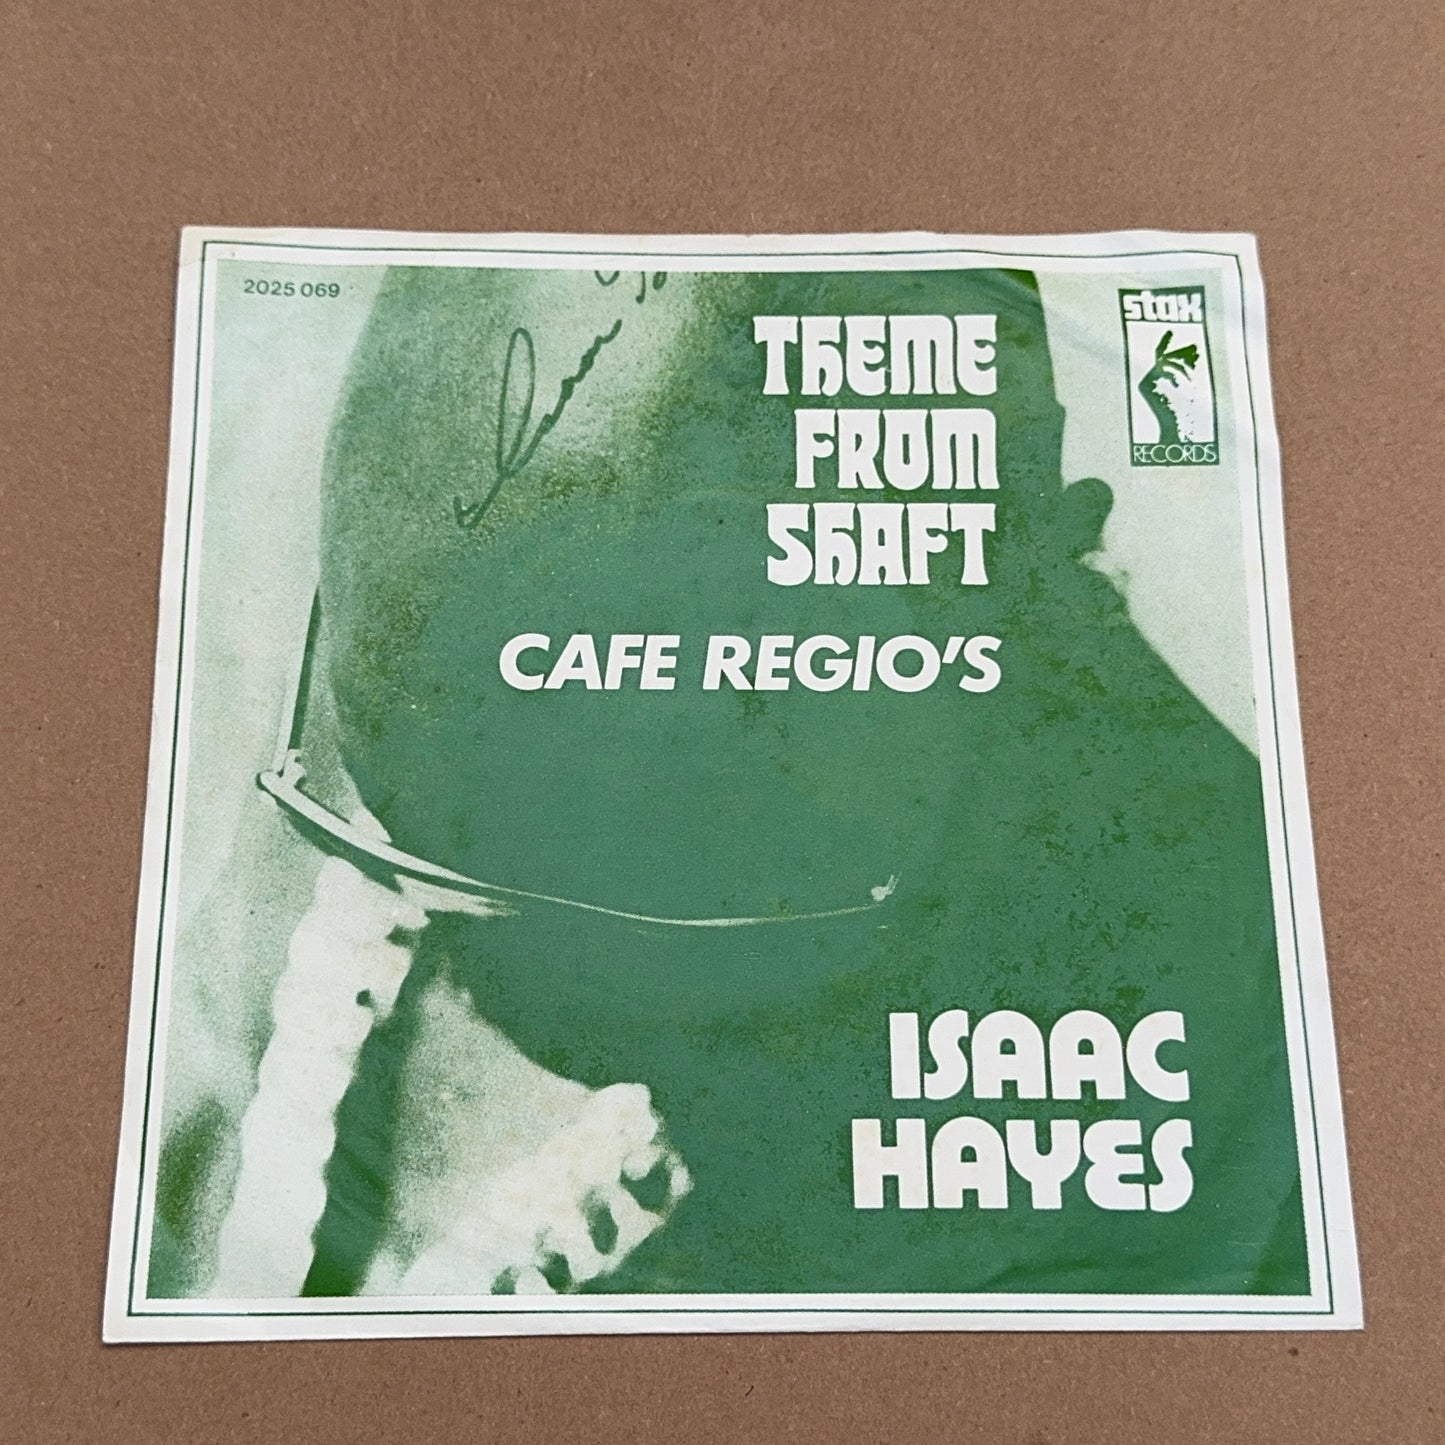 2025 069
stax
RECORDS
THEME
FROM
SHAFT
CAFE REGIO'S
ISAAC
HAYES